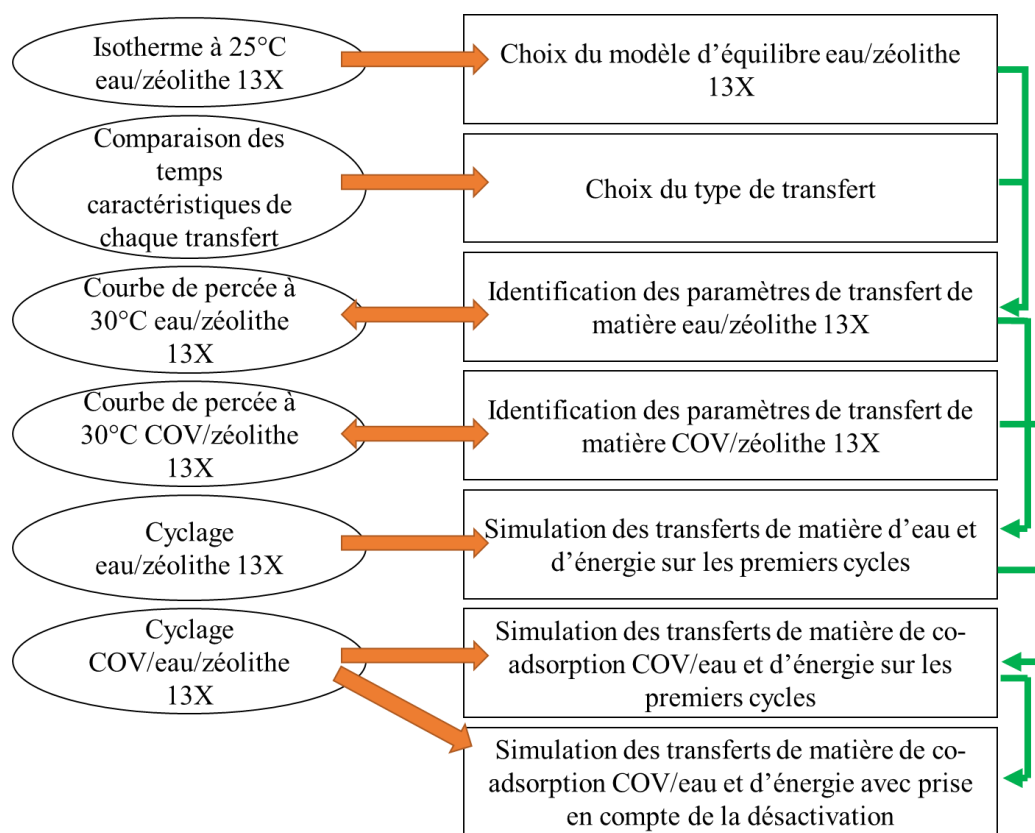 Isotherme à 25°C
eau/zéolithe 13X
Choix du modèle d'équilibre eau/zéolithe
13X
Comparaison des
temps
caractéristiques de
chaque transfert
Choix du type de transfert
Courbe de percée à
30°C eau/zéolithe
13X
Identification des paramètres de transfert de
matière eau/zéolithe 13X
Courbe de percée à
30°C COV/zéolithe
13X
Identification des paramètres de transfert de
matière COV/zéolithe 13X
Cyclage
eau/zéolithe 13X
Simulation des transferts de matière d'eau et
d'énergie sur les premiers cycles
Cyclage
COV/eau/zéolithe
13X
Simulation des transferts de matière de co-
adsorption COV/eau et d'énergie sur les
premiers cycles
Simulation des transferts de matière de co-
adsorption COV/eau et d'énergie avec prise
en compte de la désactivation